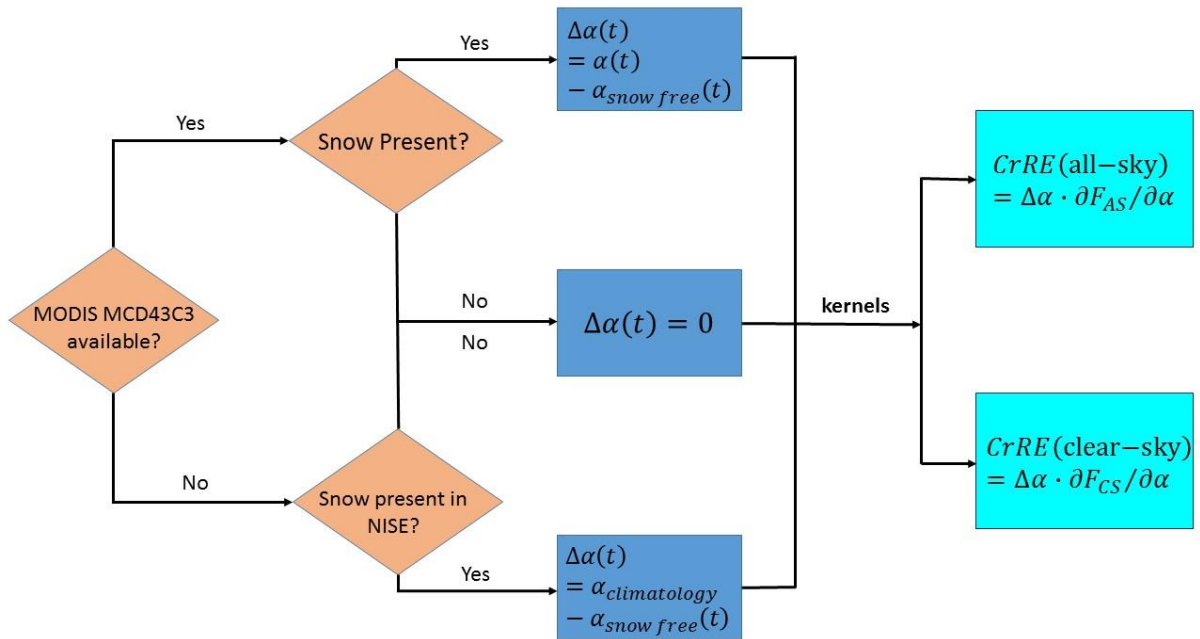 Yes
Δα(t)
= α(t)
− α_snow free(t)
Yes
Snow Present?
CrRE(all−sky)
= Δα · ∂F_AS/∂α
MODIS MCD43C3
available?
No
No
Δα(t) = 0
kernels
No
Snow present in
NISE?
CrRE(clear−sky)
= Δα · ∂F_CS/∂α
Yes
Δα(t)
= α_climatology
− α_snow free(t)